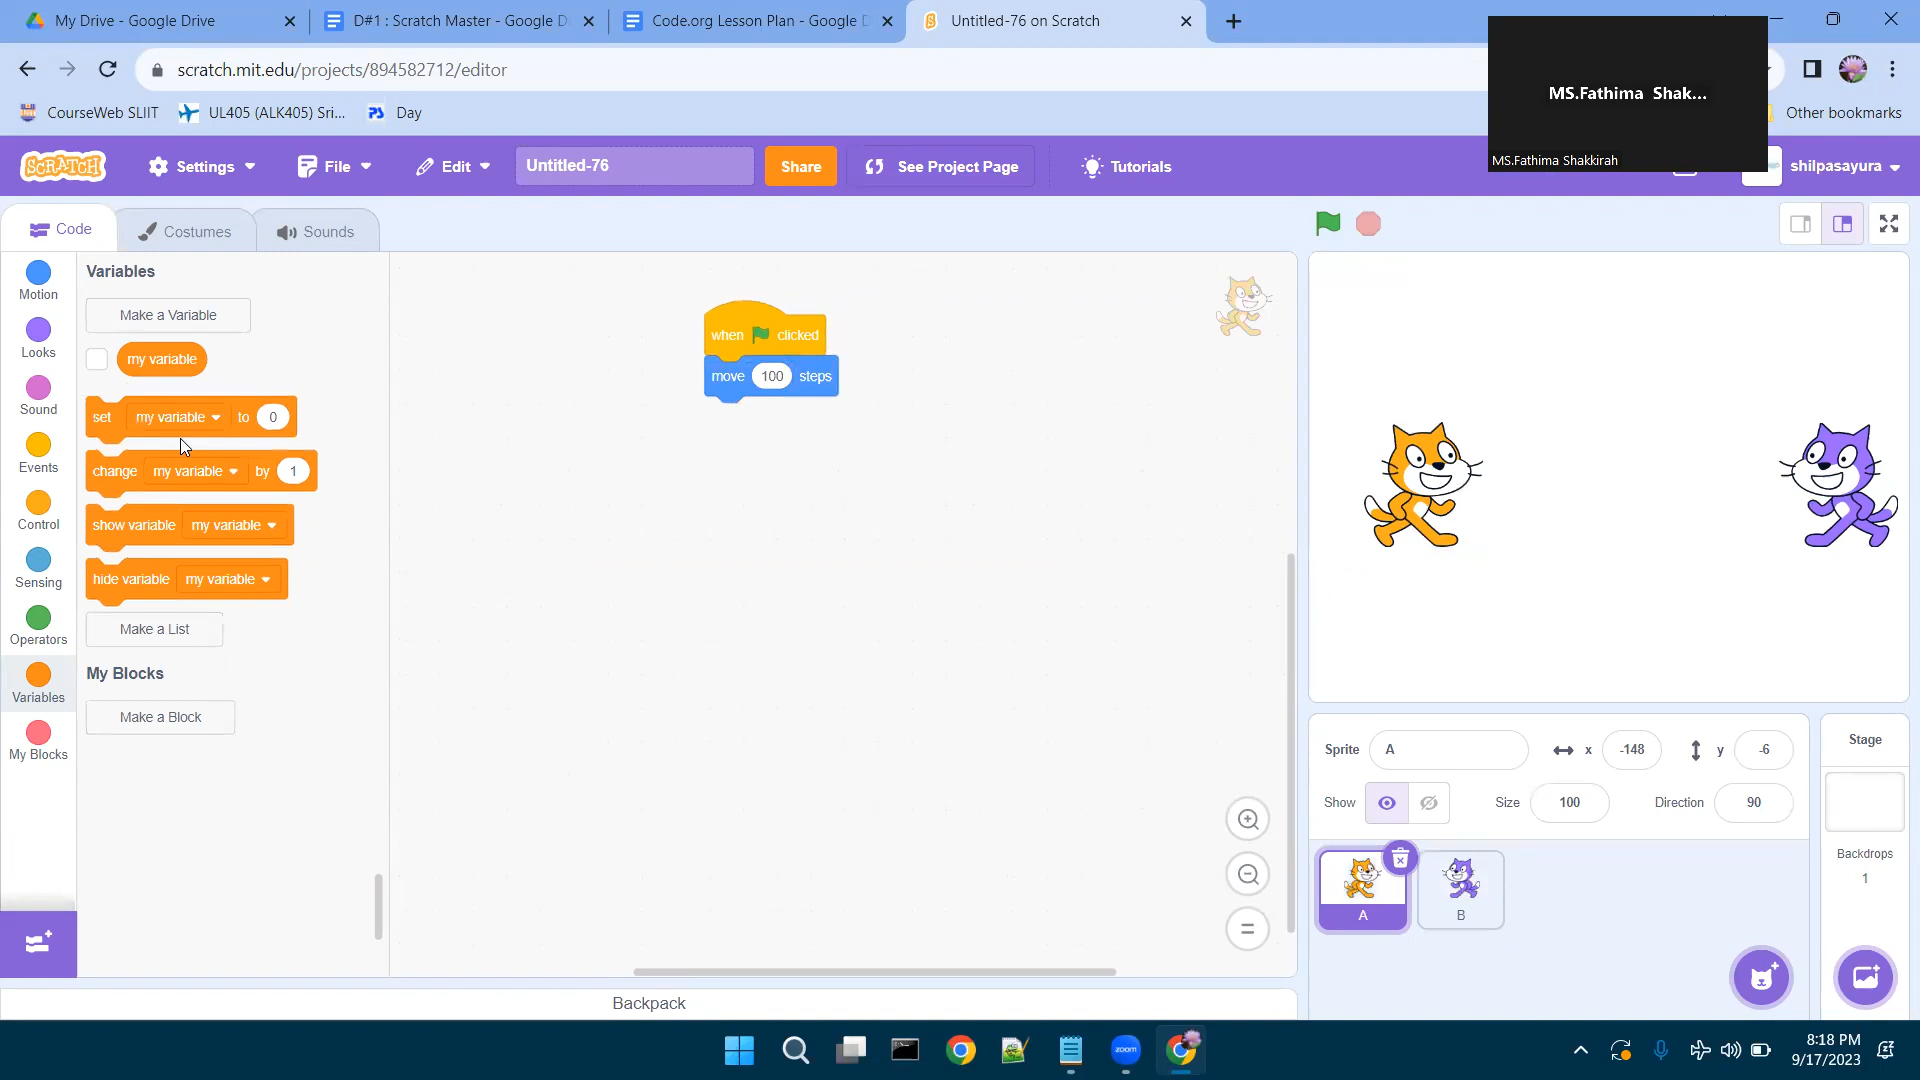 My Drive - Google Drive
D#1 : Scratch Master - Google D
Code.org Lesson Plan - Google D
Untitled-76 on Scratch
scratch.mit.edu/projects/894582712/editor
MS.Fathima Shak...
MS.Fathima Shakkirah
CourseWeb SLIIT
UL405 (ALK405) Sri...
PS Day
Other bookmarks
SCRATCH
Settings
File
Edit
Untitled-76
Share
See Project Page
Tutorials
shilpasayura
Code
Costumes
Sounds
Motion
Looks
Sound
Events
Control
Sensing
Operators
Variables
My Blocks
Variables
Make a Variable
my variable
set my variable to 0
change my variable by 1
show variable my variable
hide variable my variable
Make a List
My Blocks
Make a Block
when clicked
move 100 steps
Backpack
Sprite A x -148 y -6
Show Size 100 Direction 90
A
B
Stage
Backdrops
1
zoom
8:18 PM
9/17/2023